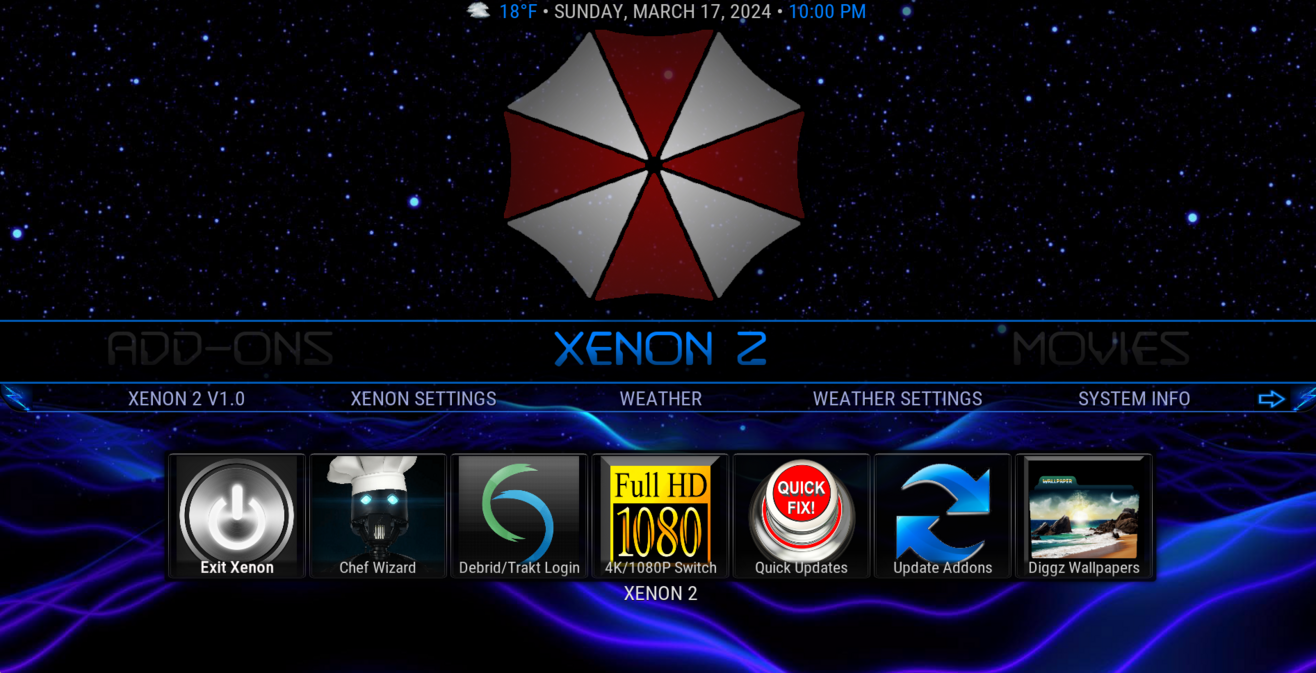 18°F • SUNDAY, MARCH 17, 2024 • 10:00 PM
ADD-ONS XENON 2 MOVIES
XENON 2 V1.0 XENON SETTINGS WEATHER WEATHER SETTINGS SYSTEM INFO
Full HD
1080
QUICK
FIX!
WALLPAPER
Exit Xenon Chef Wizard Debrid/Trakt Login 4K/1080P Switch Quick Updates Update Addons Diggz Wallpapers
XENON 2